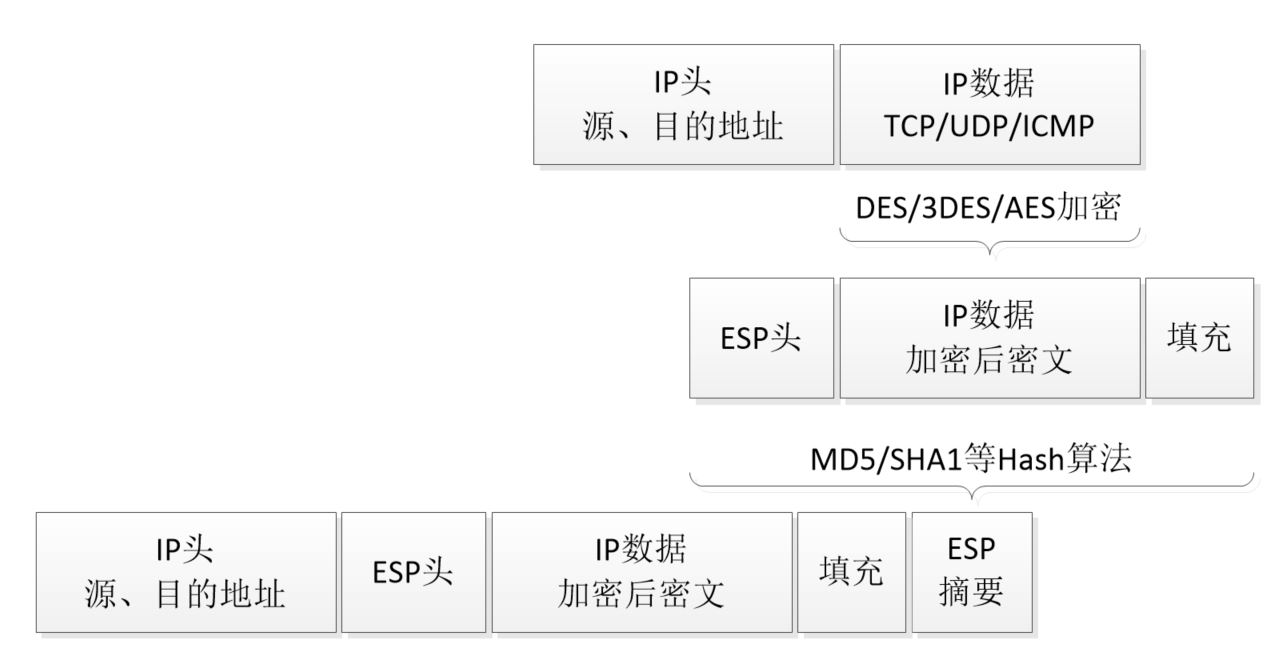 IP头
源、目的地址
IP数据
TCP/UDP/ICMP
DES/3DES/AES加密
ESP头
IP数据
加密后密文
填充
MD5/SHA1等Hash算法
IP头
源、目的地址
ESP头
IP数据
加密后密文
填充
ESP
摘要